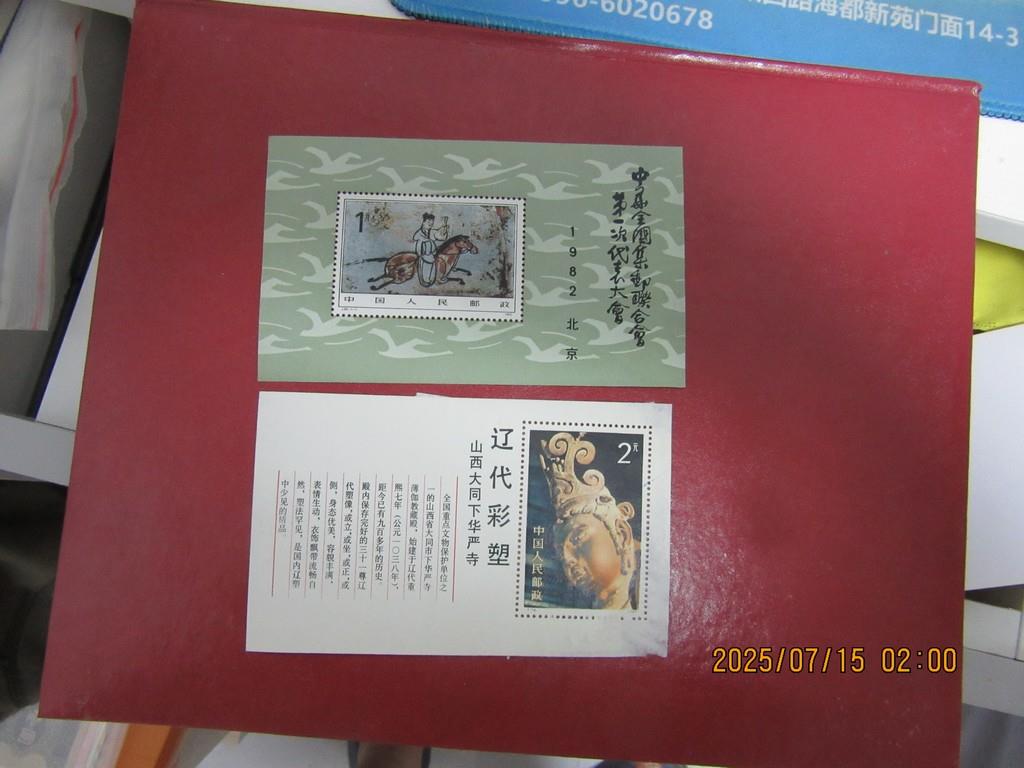 96-6020678
西路海都新苑门面14-3
中华全国集邮联合會
第一次代表大會
1982北京
1
中国人民邮政
辽代彩塑
山西大同下华严寺
全国重点文物保护单位之
一的山西省大同市下华严寺
薄伽教藏殿，始建于辽代重
熙七年（公元一〇三八年），
距今已有九百多年的历史。
殿内保存完好的三十一尊辽
代塑像，或立，或坐，或正，或
侧，身态优美，容貌丰满，
表情生动，衣饰飘带流畅自
然，塑法罕见，是国内辽塑
中少见的精品。
2元
中国人民邮政
2025/07/15 02:00